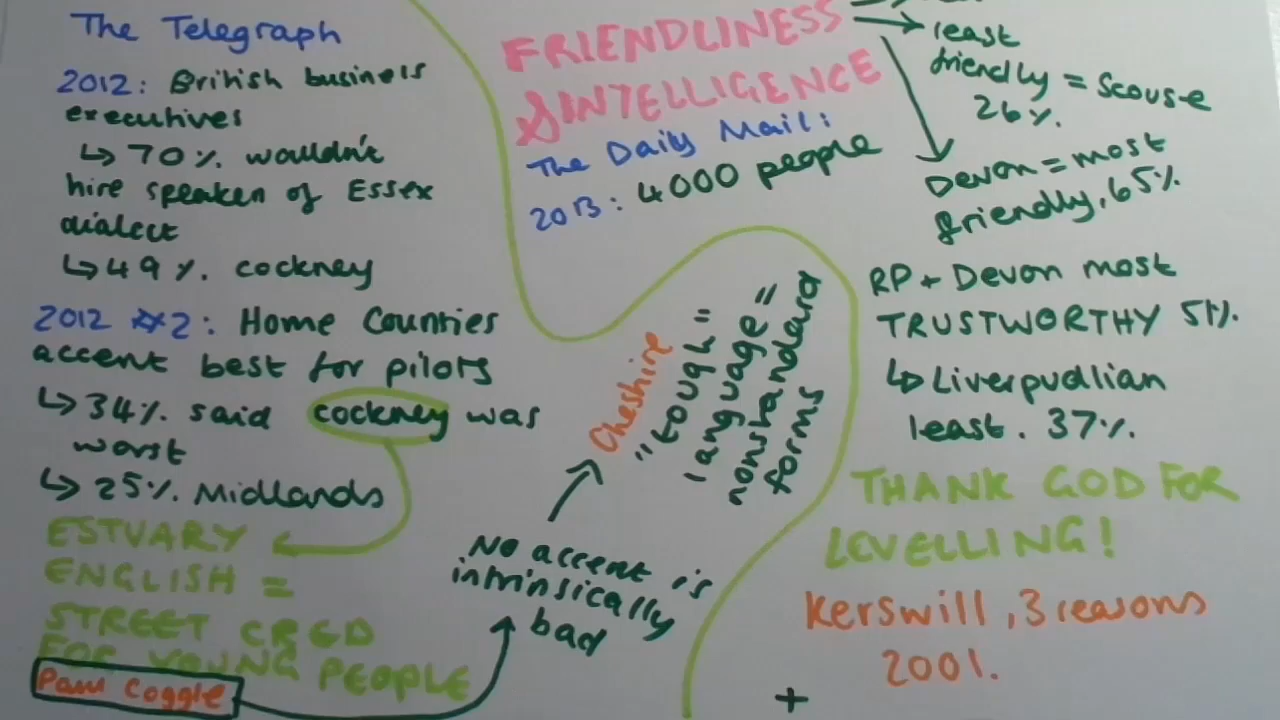 The Telegraph
2012: British business
executives
↳ 70% wouldn't
hire speaker of Essex
dialect
↳ 49% cockney
2012 #2: Home Counties
accent best for pilots
↳ 34% said cockney was
worst
↳ 25% Midlands
ESTUARY
ENGLISH =
STREET CRED
FOR YOUNG PEOPLE
Paul Coggle
No accent is
intrinsically
bad
Cheshire
"tough"
language =
nonstandard
forms
FRIENDLINESS
INTELLIGENCE
The Daily Mail:
2013: 4000 people
least
friendly = Scouse
26%.
Devon = most
friendly, 65%
RP + Devon most
TRUSTWORTHY 51%.
↳ Liverpudlian
least. 37%.
THANK GOD FOR
LEVELLING!
Kerswill, 3 reasons
2001.
+